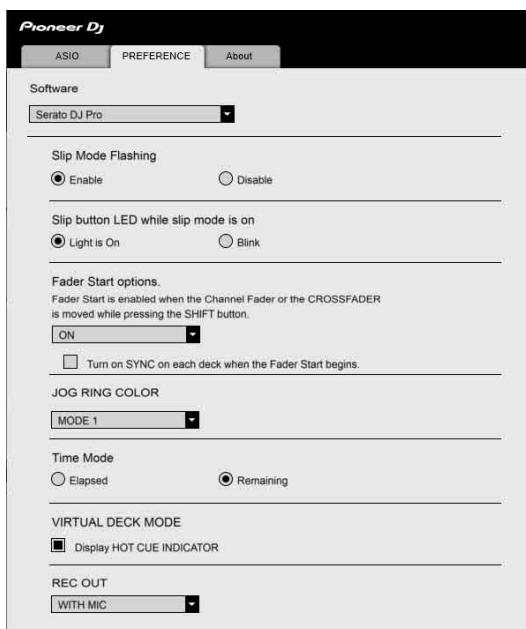 Pioneer Dj
ASIO PREFERENCE About
Software
Serato DJ Pro
Slip Mode Flashing
Enable Disable
Slip button LED while slip mode is on
Light is On Blink
Fader Start options.
Fader Start is enabled when the Channel Fader or the CROSSFADER
is moved while pressing the SHIFT button.
ON
Turn on SYNC on each deck when the Fader Start begins.
JOG RING COLOR
MODE 1
Time Mode
Elapsed Remaining
VIRTUAL DECK MODE
Display HOT CUE INDICATOR
REC OUT
WITH MIC